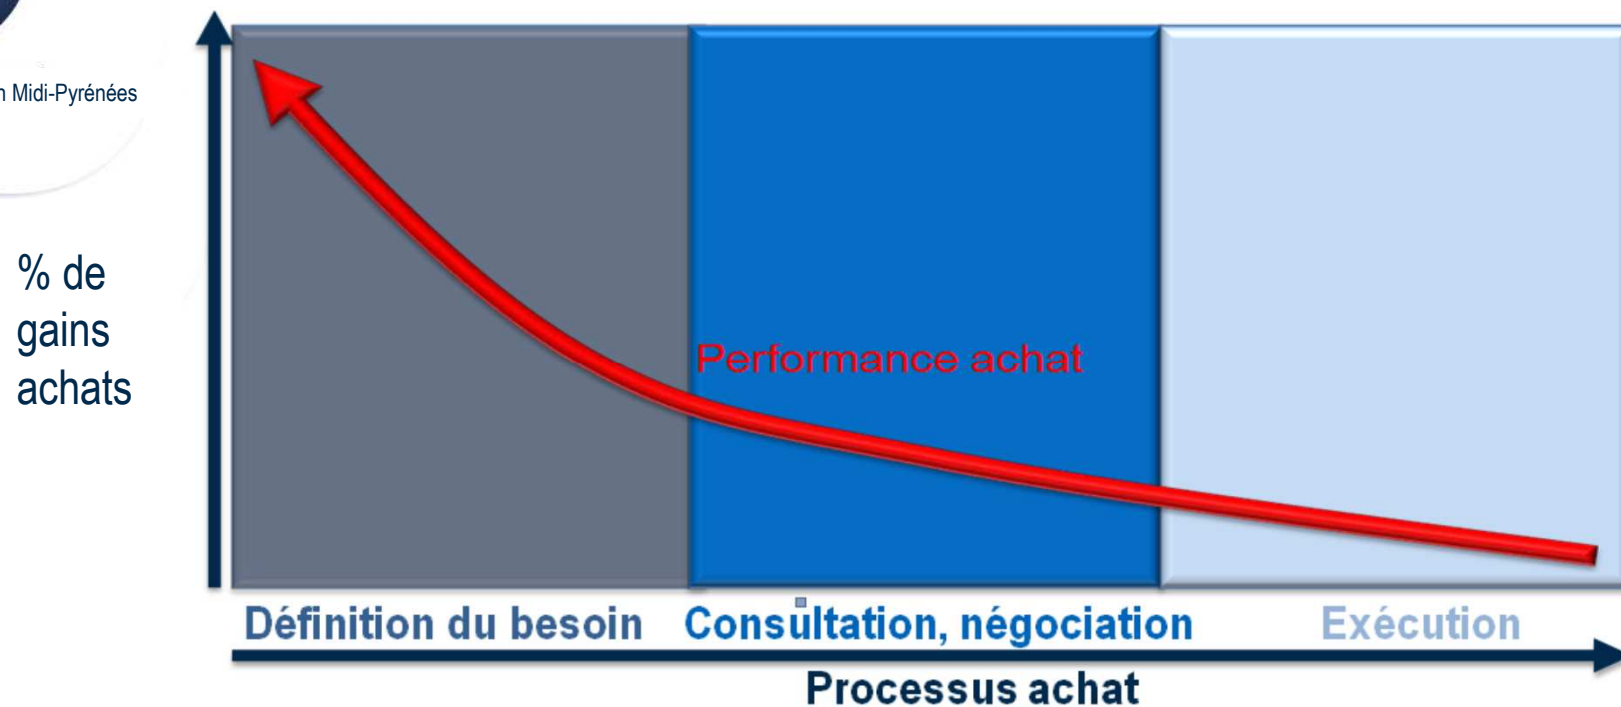 Midi-Pyrénées
% de
gains
achats
Performance achat
Définition du besoin
Consultation, négociation
Exécution
Processus achat